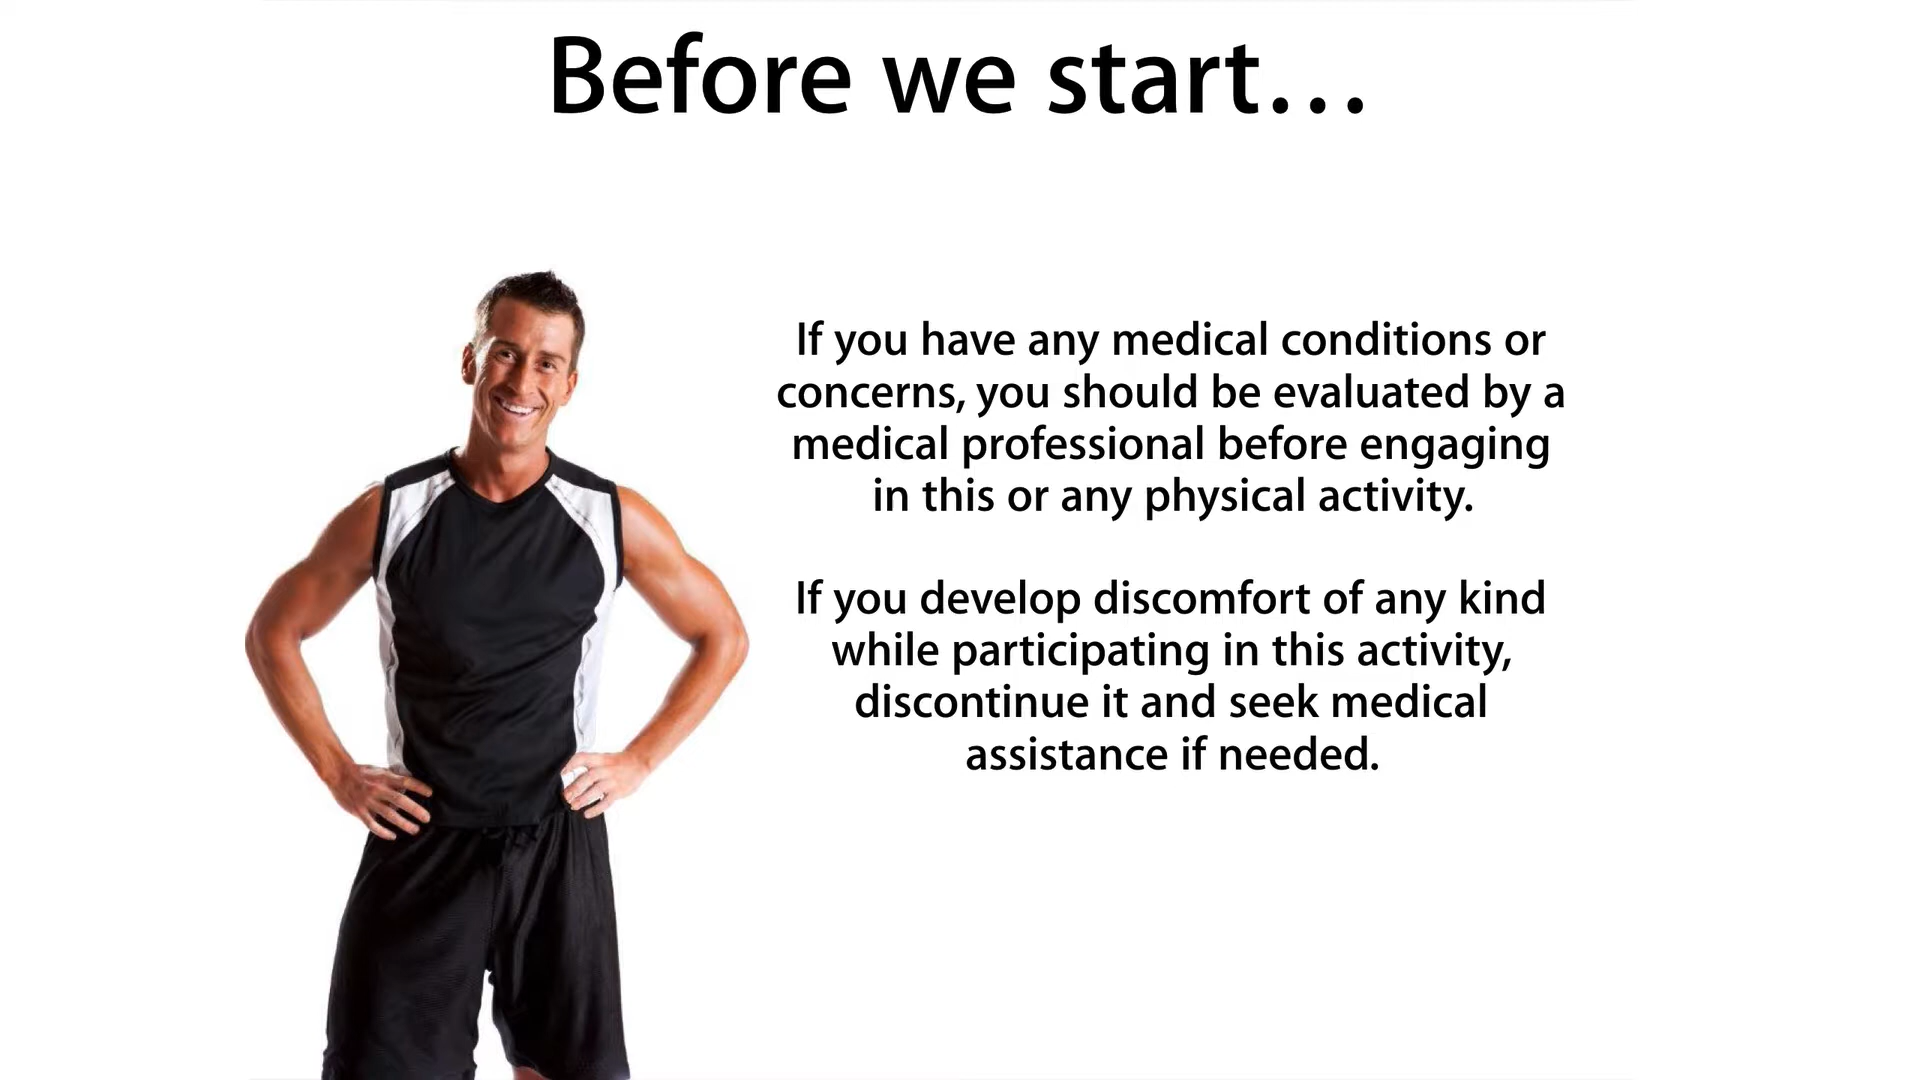 Before we start…
If you have any medical conditions or
concerns, you should be evaluated by a
medical professional before engaging
in this or any physical activity.
If you develop discomfort of any kind
while participating in this activity,
discontinue it and seek medical
assistance if needed.